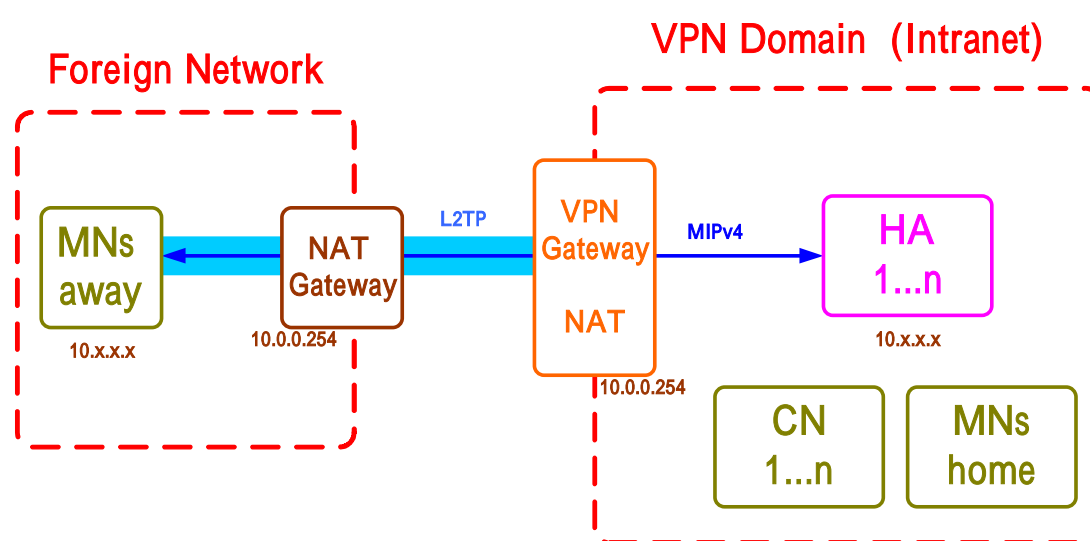 VPN Domain (Intranet)
Foreign Network
MNs
away
10.x.x.x
NAT
Gateway
10.0.0.254
L2TP
VPN
Gateway
NAT
10.0.0.254
MIPv4
HA
1...n
10.x.x.x
CN
1...n
MNs
home